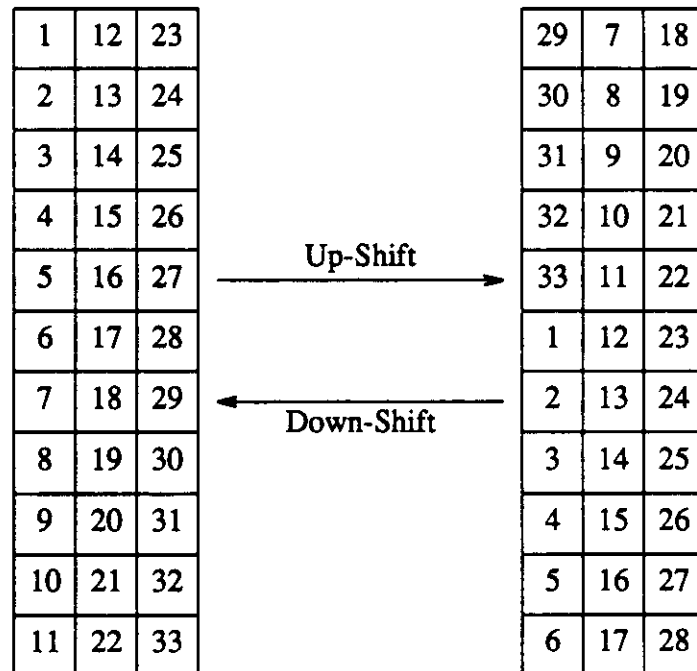 1 12 23 29 7 18
2 13 24 30 8 19
3 14 25 31 9 20
4 15 26 32 10 21
Up-Shift
5 16 27 33 11 22
6 17 28 1 12 23
7 18 29 2 13 24
Down-Shift
8 19 30 3 14 25
9 20 31 4 15 26
10 21 32 5 16 27
11 22 33 6 17 28